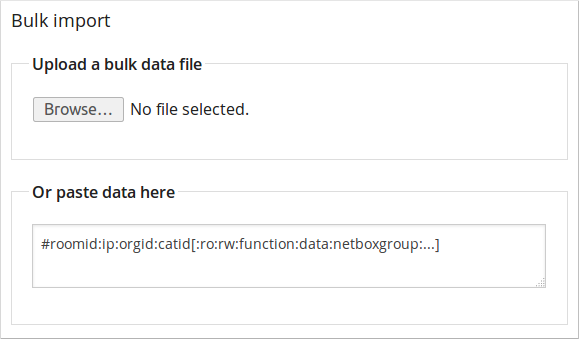 Bulk import
Upload a bulk data file
Browse... No file selected.
Or paste data here
#roomid:ip:orgid:catid[:ro:rw:function:data:netboxgroup:...]